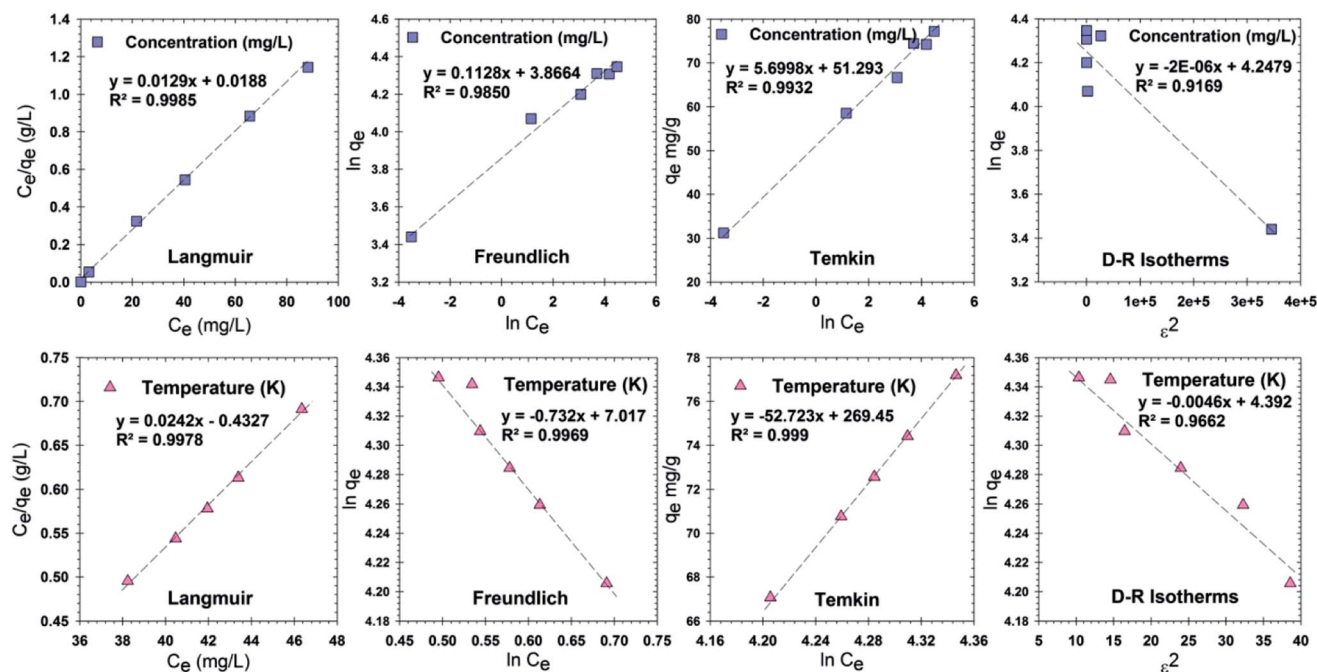 Concentration (mg/L)
y = 0.0129x + 0.0188
R² = 0.9985
Langmuir
Cₑ/qₑ (g/L)
1.4
1.2
1.0
0.8
0.6
0.4
0.2
0.0
0 20 40 60 80 100
Cₑ (mg/L)
Concentration (mg/L)
y = 0.1128x + 3.8664
R² = 0.9850
Freundlich
ln qₑ
4.6
4.4
4.2
4.0
3.8
3.6
3.4
3.2
-4 -2 0 2 4 6
ln Cₑ
Concentration (mg/L)
y = 5.6998x + 51.293
R² = 0.9932
Temkin
qₑ mg/g
80
70
60
50
40
30
20
-4 -2 0 2 4 6
ln Cₑ
Concentration (mg/L)
y = -2E-06x + 4.2479
R² = 0.9169
D-R Isotherms
ln qₑ
4.4
4.2
4.0
3.8
3.6
3.4
3.2
0 1e+5 2e+5 3e+5 4e+5
ε²
Temperature (K)
y = 0.0242x - 0.4327
R² = 0.9978
Langmuir
Cₑ/qₑ (g/L)
0.75
0.70
0.65
0.60
0.55
0.50
0.45
36 38 40 42 44 46 48
Cₑ (mg/L)
Temperature (K)
y = -0.732x + 7.017
R² = 0.9969
Freundlich
ln qₑ
4.36
4.34
4.32
4.30
4.28
4.26
4.24
4.22
4.20
4.18
0.45 0.50 0.55 0.60 0.65 0.70 0.75
ln Cₑ
Temperature (K)
y = -52.723x + 269.45
R² = 0.999
Temkin
qₑ mg/g
78
76
74
72
70
68
66
4.16 4.20 4.24 4.28 4.32 4.36
ln Cₑ
Temperature (K)
y = -0.0046x + 4.392
R² = 0.9662
D-R Isotherms
ln qₑ
4.36
4.34
4.32
4.30
4.28
4.26
4.24
4.22
4.20
4.18
5 10 15 20 25 30 35 40
ε²